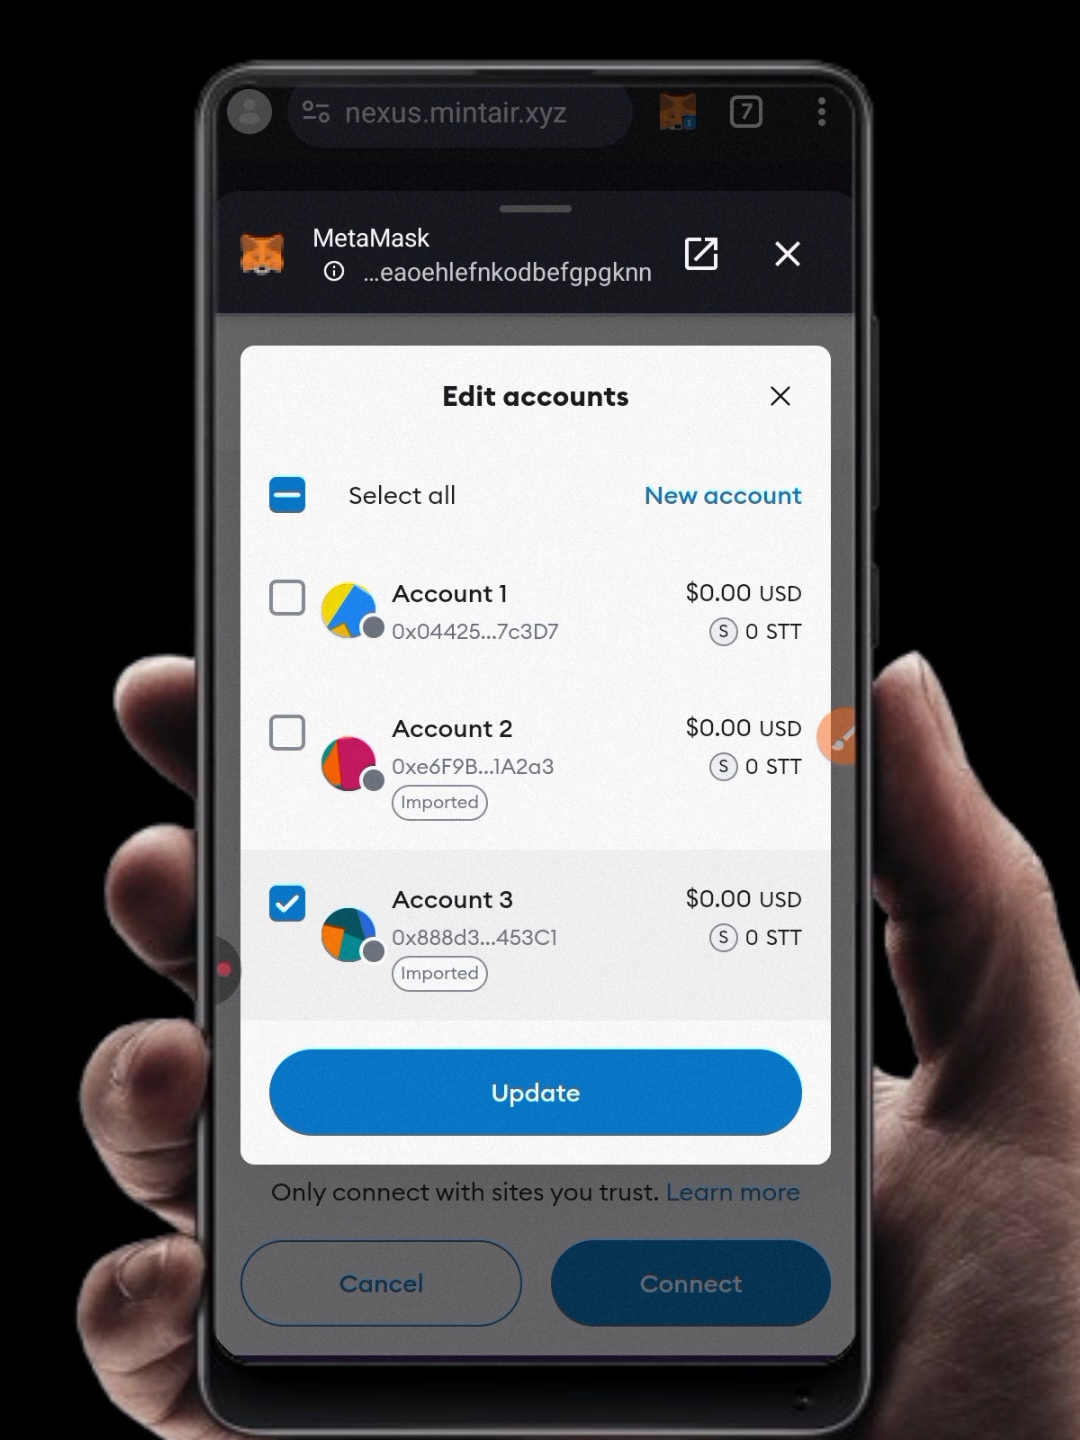 nexus.mintair.xyz
7
MetaMask
...eaoehlefnkodbefgpgknn
Edit accounts
Select all
New account
Account 1
$0.00 USD
0x04425...7c3D7
S 0 STT
Account 2
$0.00 USD
0xe6F9B...1A2a3
S 0 STT
Imported
Account 3
$0.00 USD
0x888d3...453C1
S 0 STT
Imported
Update
Only connect with sites you trust. Learn more
Cancel
Connect